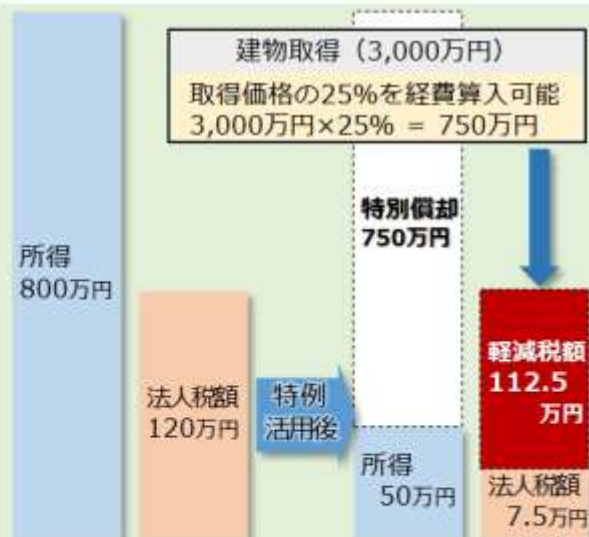 建物取得（3,000万円）
取得価格の25%を経費算入可能
3,000万円×25% ＝ 750万円
特別償却
750万円
所得
800万円
法人税額
120万円
特例
活用後
所得
50万円
軽減税額
112.5
万円
法人税額
7.5万円